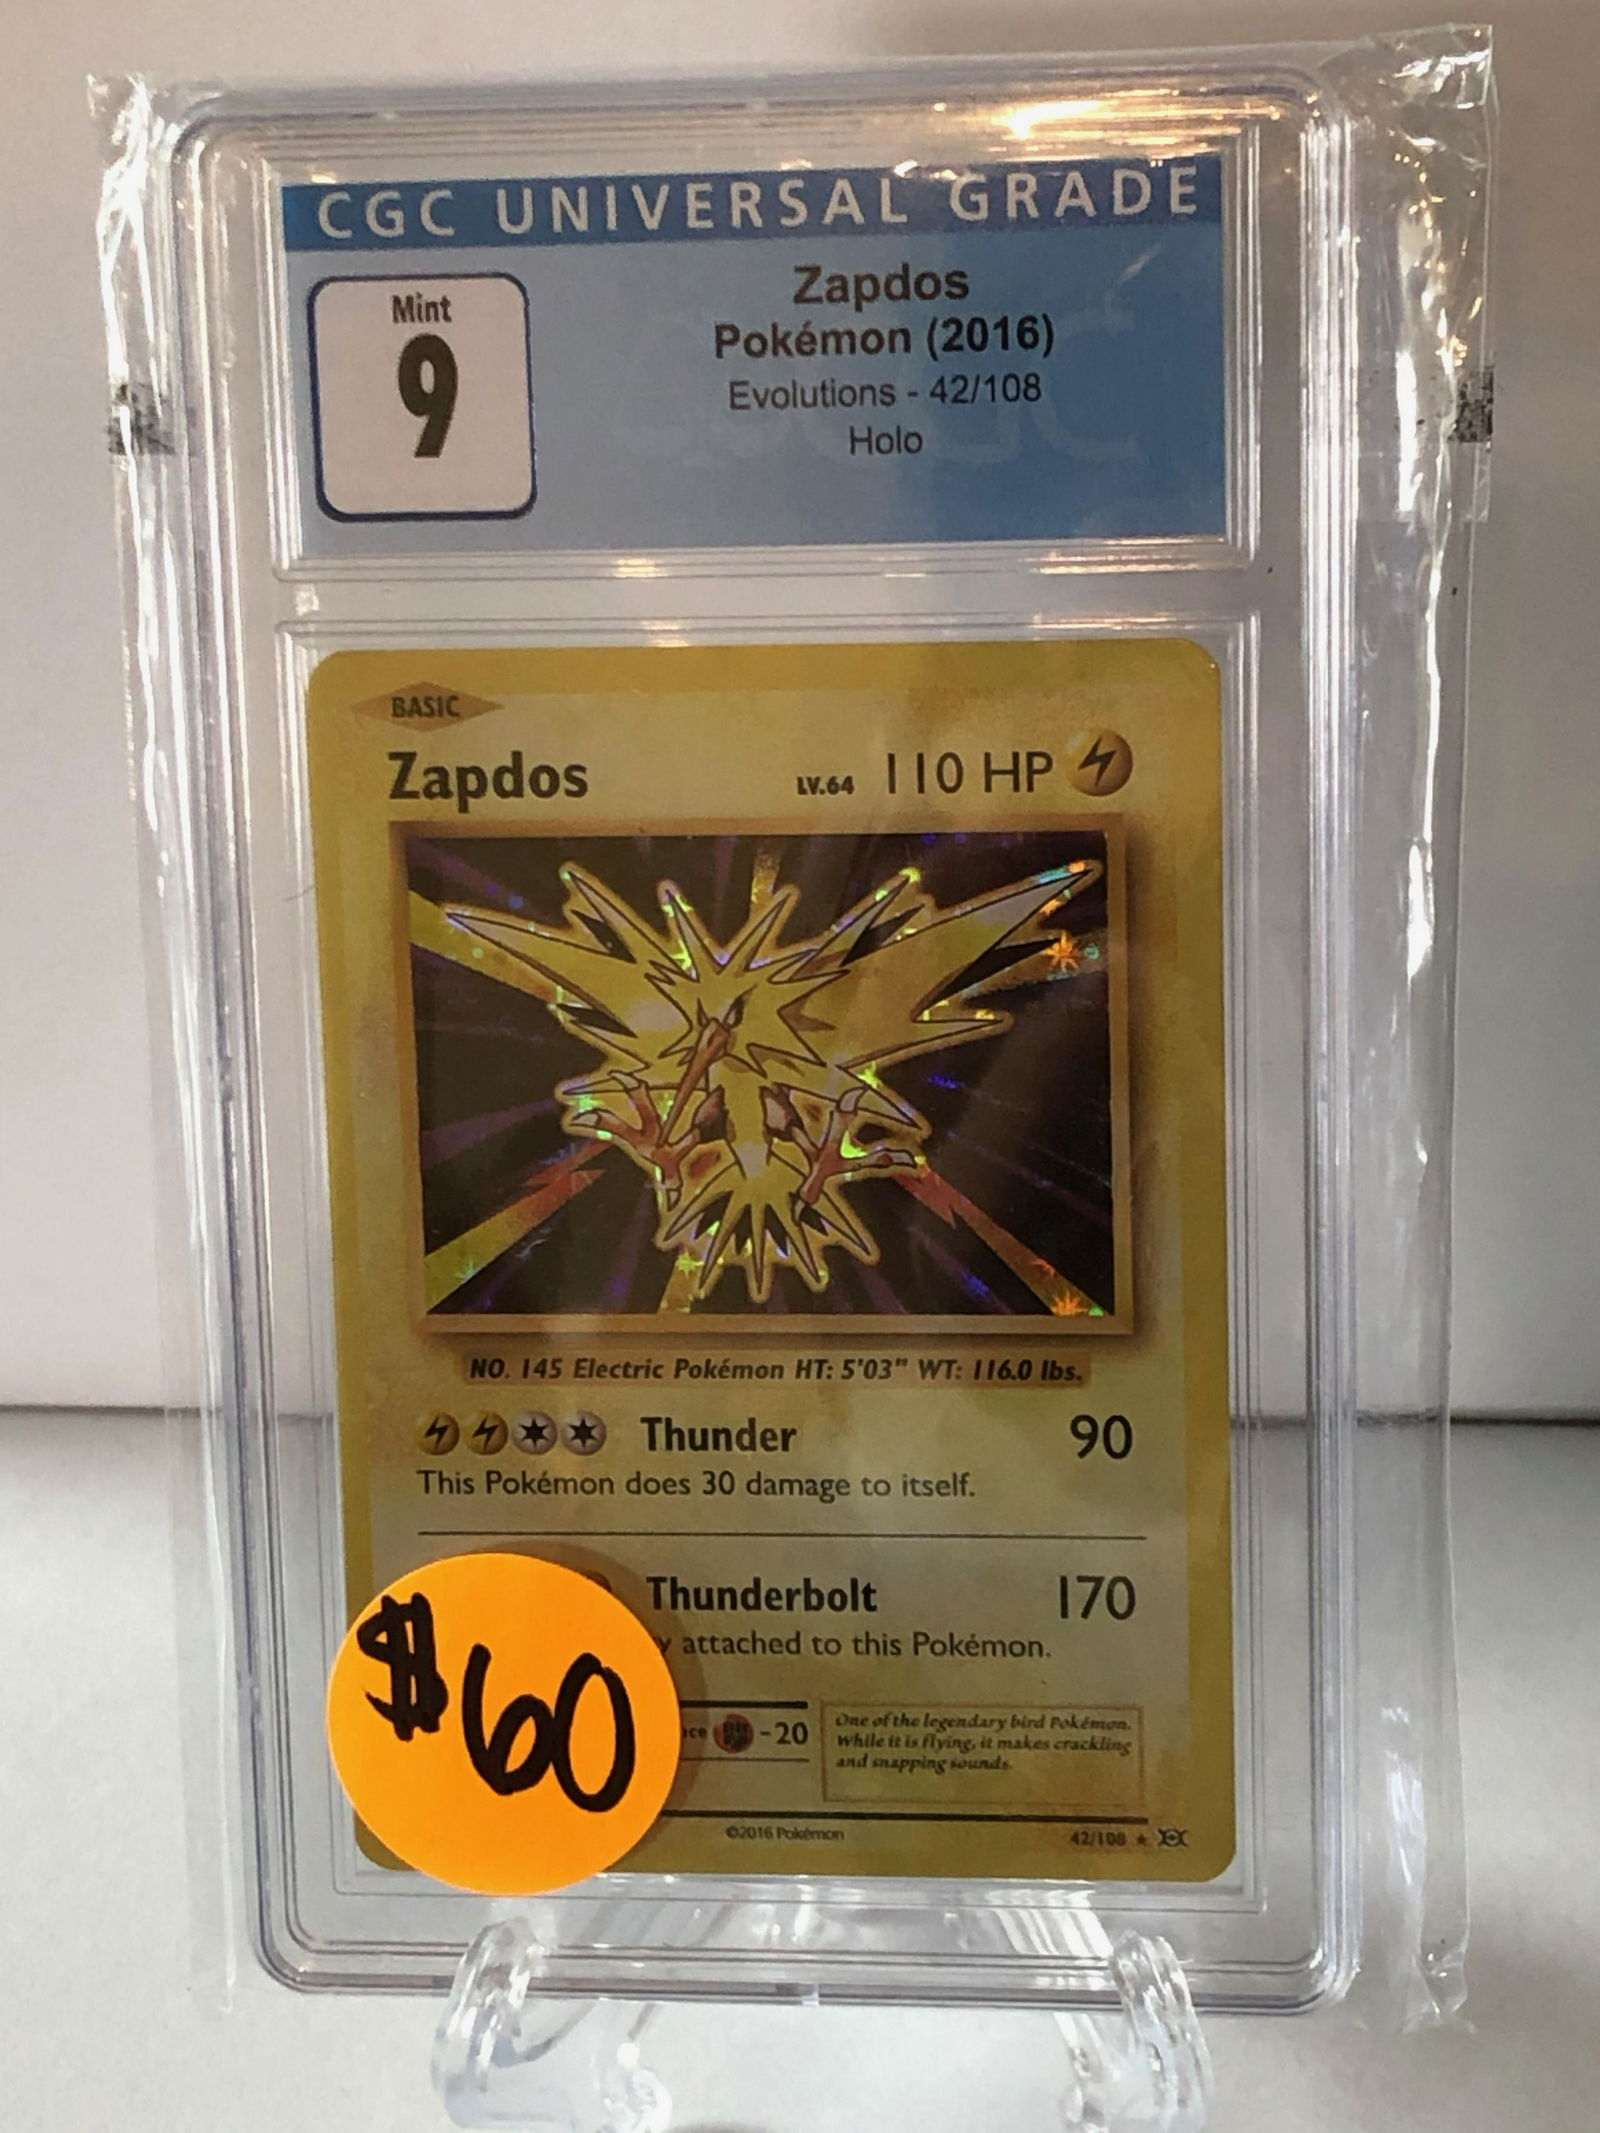 CGC UNIVERSAL GRADE
Mint
9
Zapdos
Pokémon (2016)
Evolutions - 42/108
Holo
BASIC
Zapdos LV.64 110 HP
NO. 145 Electric Pokémon HT: 5'03" WT: 116.0 lbs.
Thunder 90
This Pokémon does 30 damage to itself.
Thunderbolt 170
attached to this Pokémon.
$60
-20
One of the legendary bird Pokémon.
While it is flying, it makes crackling
and snapping sounds.
©2016 Pokémon
42/108